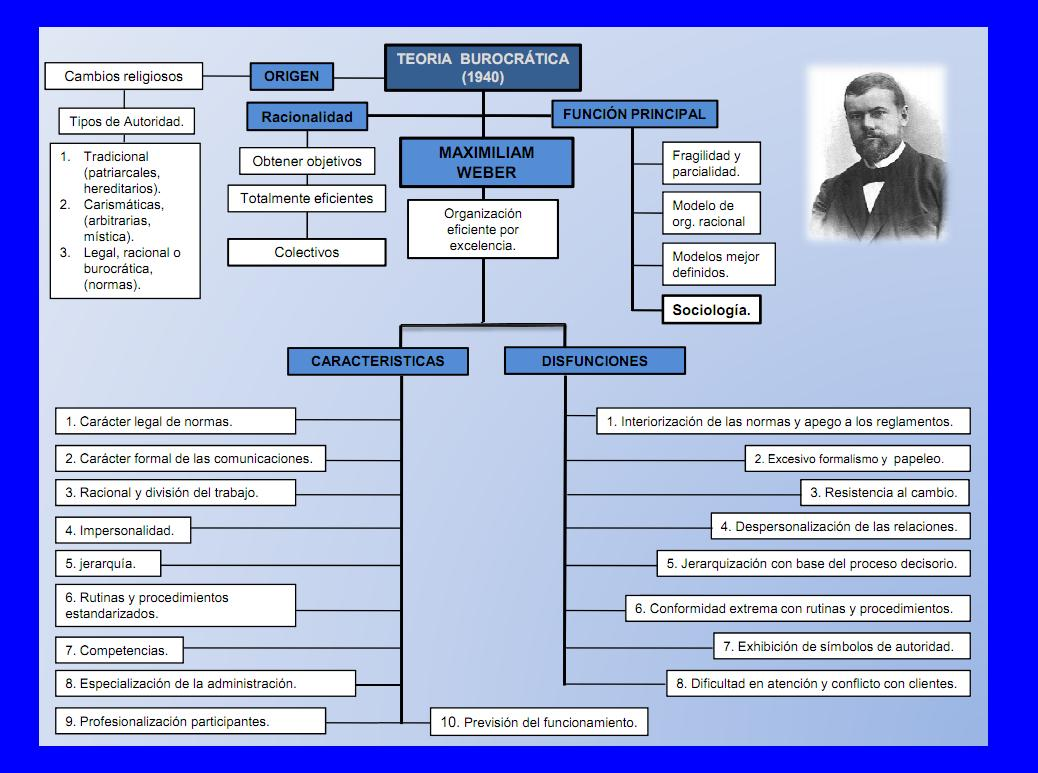 TEORIA BUROCRÁTICA
(1940)
ORIGEN
Cambios religiosos
Tipos de Autoridad.
1. Tradicional
(patriarcales,
hereditarios).
2. Carismáticas,
(arbitrarias,
mística).
3. Legal, racional o
burocrática,
(normas).
Racionalidad
Obtener objetivos
Totalmente eficientes
Colectivos
MAXIMILIAM
WEBER
Organización
eficiente por
excelencia.
FUNCIÓN PRINCIPAL
Fragilidad y
parcialidad.
Modelo de
org. racional
Modelos mejor
definidos.
Sociología.
CARACTERISTICAS
1. Carácter legal de normas.
2. Carácter formal de las comunicaciones.
3. Racional y división del trabajo.
4. Impersonalidad.
5. jerarquía.
6. Rutinas y procedimientos
estandarizados.
7. Competencias.
8. Especialización de la administración.
9. Profesionalización participantes.
10. Previsión del funcionamiento.
DISFUNCIONES
1. Interiorización de las normas y apego a los reglamentos.
2. Excesivo formalismo y papeleo.
3. Resistencia al cambio.
4. Despersonalización de las relaciones.
5. Jerarquización con base del proceso decisorio.
6. Conformidad extrema con rutinas y procedimientos.
7. Exhibición de símbolos de autoridad.
8. Dificultad en atención y conflicto con clientes.